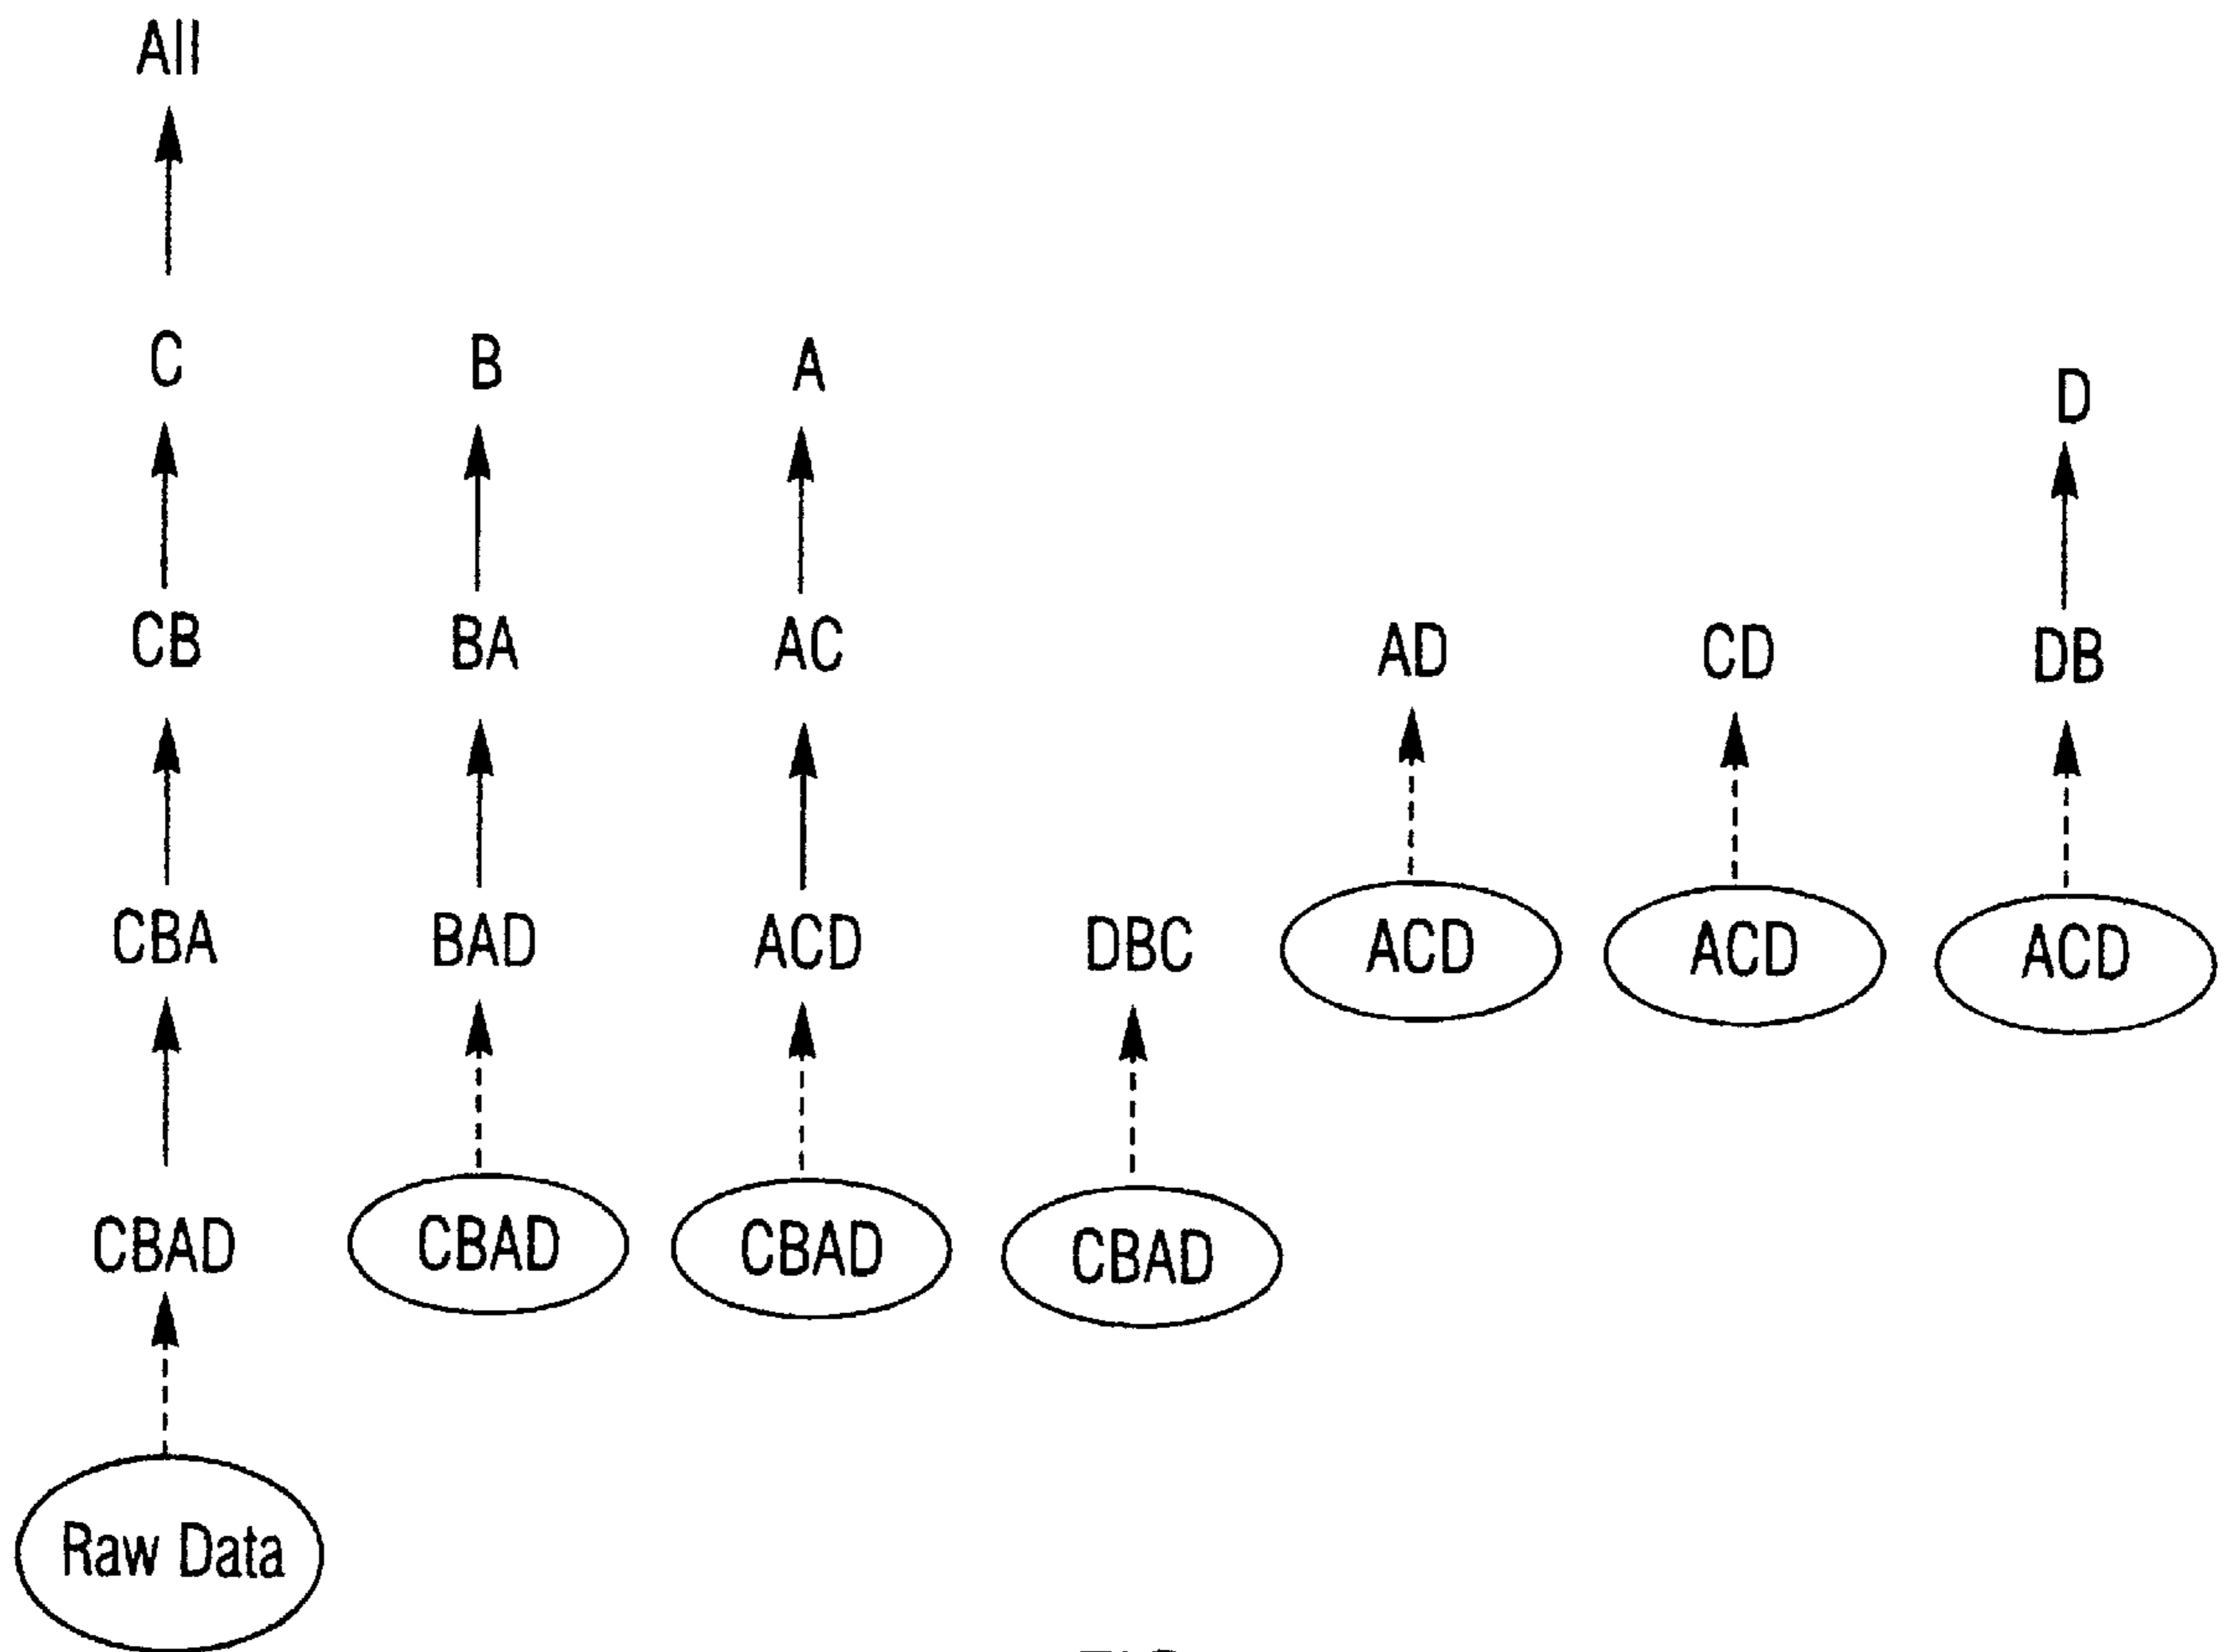 All
C B A D
CB BA AC AD CD DB
CBA BAD ACD DBC ACD ACD ACD
CBAD CBAD CBAD CBAD
Raw Data